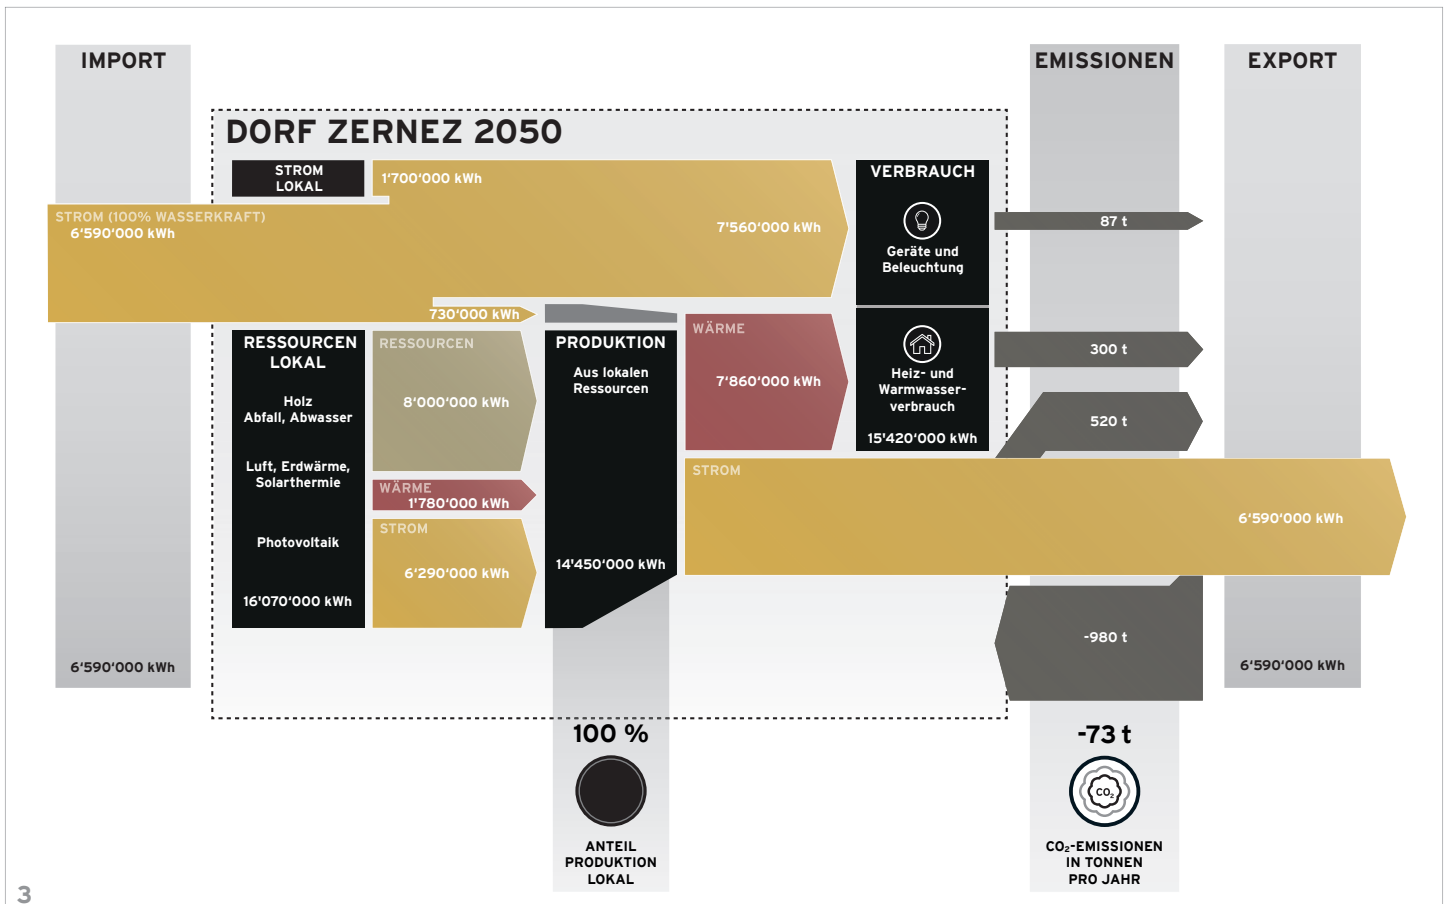 IMPORT
EMISSIONEN
EXPORT
DORF ZERNEZ 2050
STROM
LOKAL
1'700'000 kWh
VERBRAUCH
STROM (100% WASSERKRAFT)
6‘590‘000 kWh
7'560‘000 kWh
Geräte und
Beleuchtung
87 t
730‘000 kWh
RESSOURCEN
LOKAL
Holz
Abfall, Abwasser
Luft, Erdwärme,
Solarthermie
Photovoltaik
16'070‘000 kWh
RESSOURCEN
8‘000‘000 kWh
WÄRME
1'780‘000 kWh
STROM
6‘290‘000 kWh
PRODUKTION
Aus lokalen
Ressourcen
14'450‘000 kWh
WÄRME
7‘860‘000 kWh
Heiz- und
Warmwasser-
verbrauch
15'420‘000 kWh
300 t
520 t
STROM
6‘590‘000 kWh
-980 t
6‘590‘000 kWh
6‘590‘000 kWh
100 %
-73 t
CO₂
ANTEIL
PRODUKTION
LOKAL
CO₂-EMISSIONEN
IN TONNEN
PRO JAHR
3